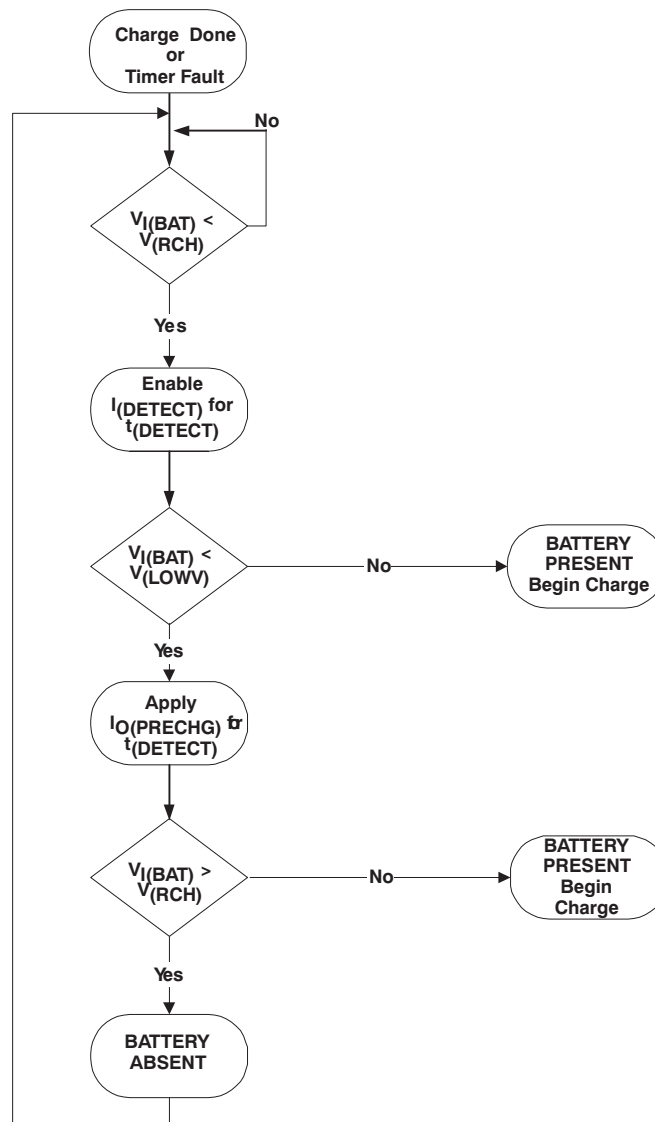 Charge Done
or
Timer Fault
No
VI(BAT) <
V(RCH)
Yes
Enable
I(DETECT) for
t(DETECT)
VI(BAT) <
V(LOWV)
No
BATTERY
PRESENT
Begin Charge
Yes
Apply
IO(PRECHG) for
t(DETECT)
VI(BAT) >
V(RCH)
No
BATTERY
PRESENT
Begin
Charge
Yes
BATTERY
ABSENT